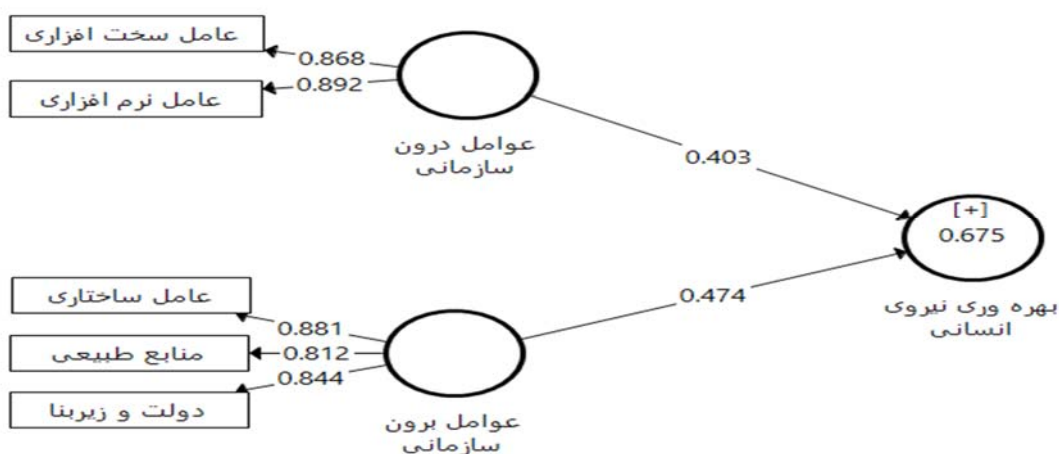 عامل سخت افزاری
0.868
0.892
عامل نرم افزاری
عوامل درون
سازمانی
0.403
[+]
0.675
بهره وری نیروی
انسانی
0.474
عامل ساختاری
0.881
منابع طبیعی
0.812
0.844
دولت و زیربنا
عوامل برون
سازمانی